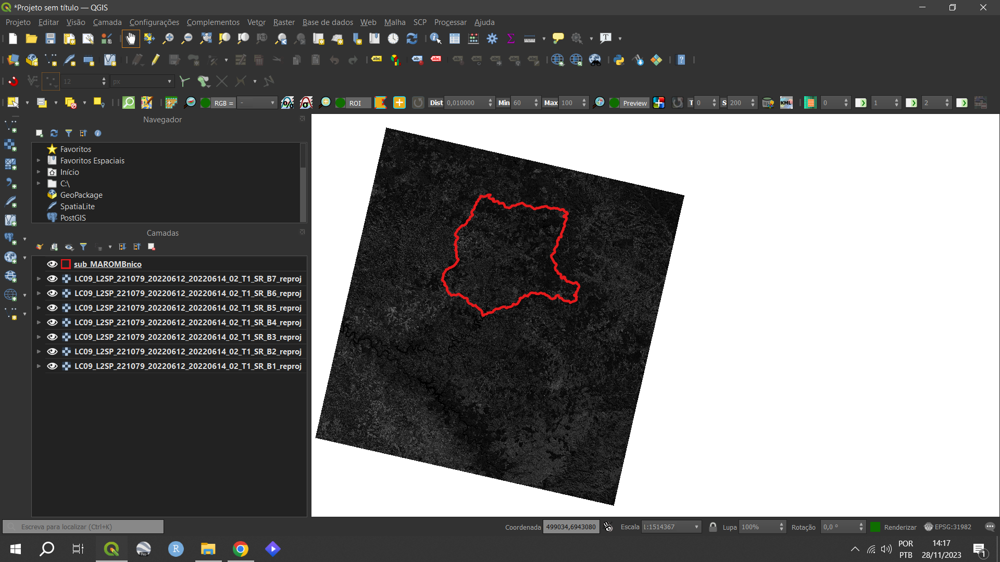 *Projeto sem título — QGIS
Projeto Editar Visão Camada Configurações Complementos Vetor Raster Base de dados Web Malha SCP Processar Ajuda
12 px
RGB = - ROI Dist 0,010000 Min 60 Max 100 Preview T 0 S 200 KML 0 1 2
Navegador
Favoritos
Favoritos Espaciais
Início
C:\
GeoPackage
SpatiaLite
PostGIS
Camadas
sub_MAROMBnico
LC09_L2SP_221079_20220612_20220614_02_T1_SR_B7_reproj
LC09_L2SP_221079_20220612_20220614_02_T1_SR_B6_reproj
LC09_L2SP_221079_20220612_20220614_02_T1_SR_B5_reproj
LC09_L2SP_221079_20220612_20220614_02_T1_SR_B4_reproj
LC09_L2SP_221079_20220612_20220614_02_T1_SR_B3_reproj
LC09_L2SP_221079_20220612_20220614_02_T1_SR_B2_reproj
LC09_L2SP_221079_20220612_20220614_02_T1_SR_B1_reproj
Escreva para localizar (Ctrl+K) Coordenada 499034,6943080 Escala 1:1514367 Lupa 100% Rotação 0,0 ° Renderizar EPSG:31982
POR 14:17
PTB 28/11/2023 1